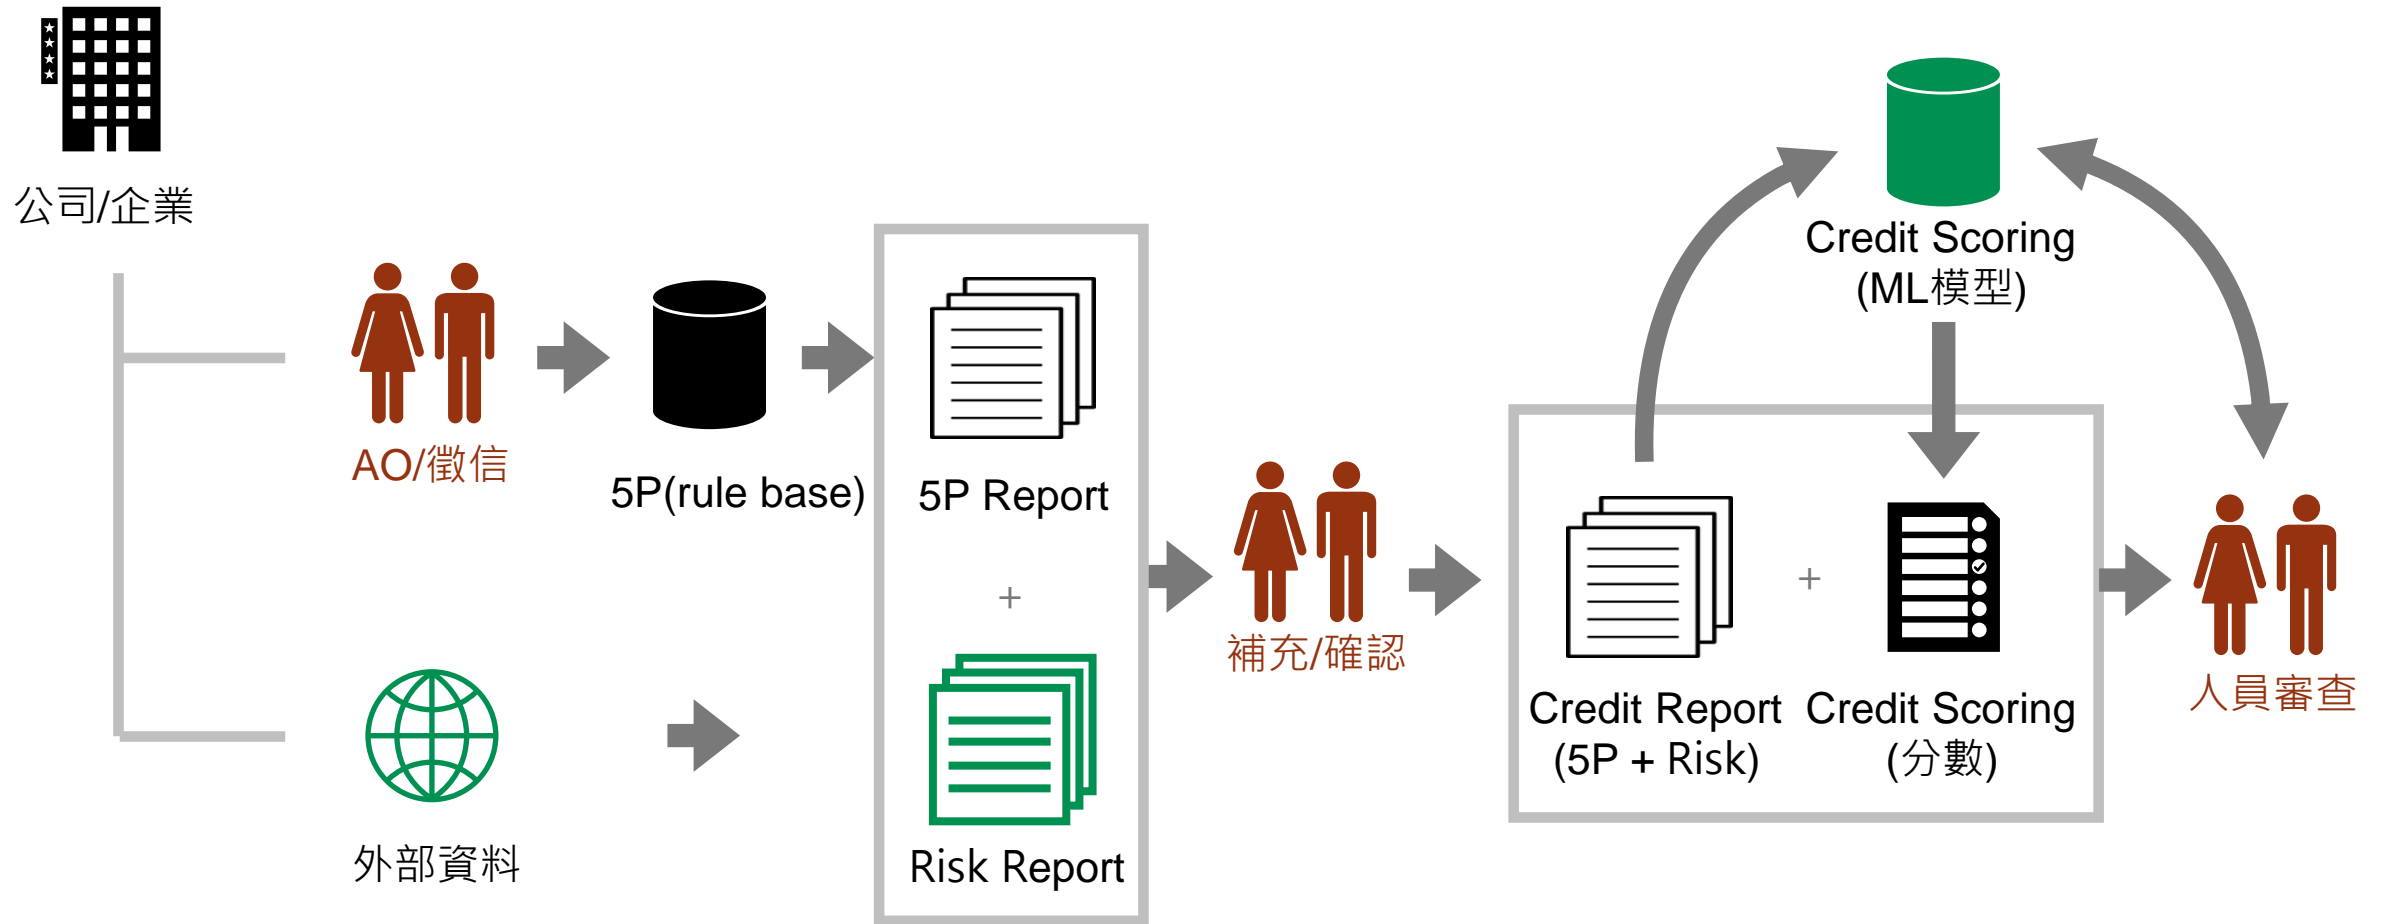 公司/企業
AO/徵信
5P(rule base)
5P Report
+
Risk Report
外部資料
補充/確認
Credit Scoring
(ML模型)
Credit Report
(5P + Risk)
+
Credit Scoring
(分數)
人員審查